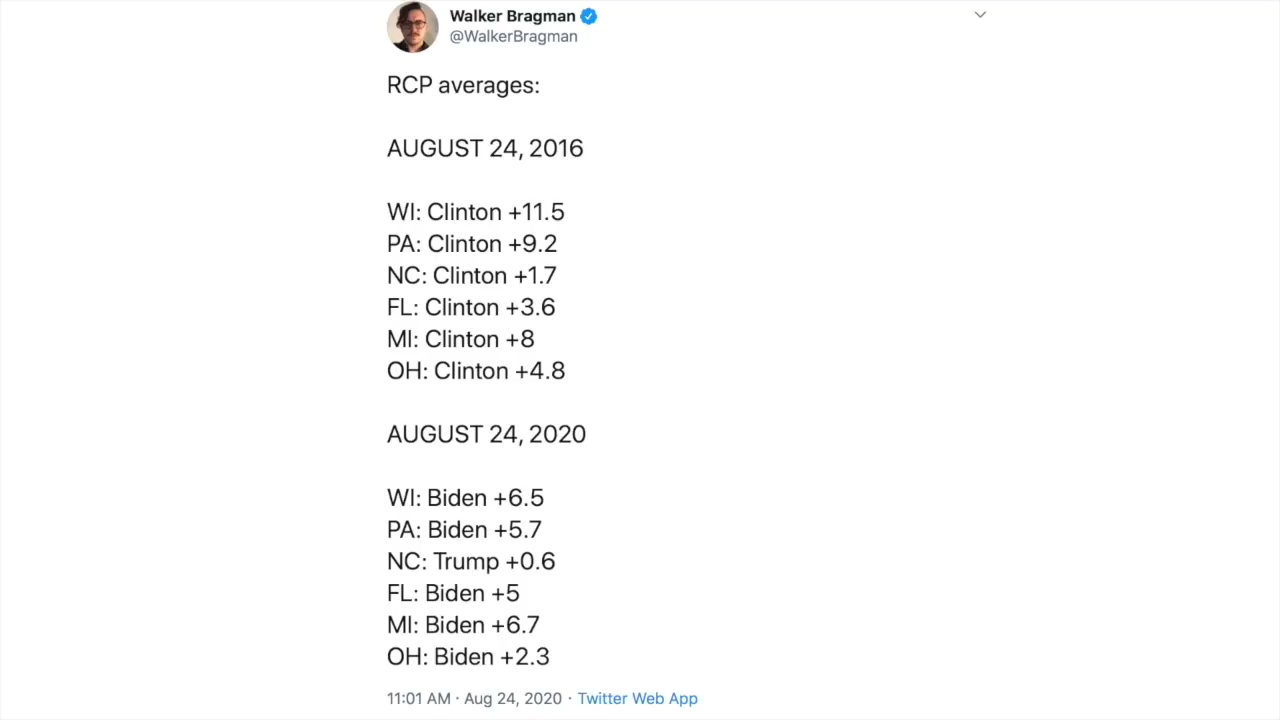 Walker Bragman
@WalkerBragman
RCP averages:
AUGUST 24, 2016
WI: Clinton +11.5
PA: Clinton +9.2
NC: Clinton +1.7
FL: Clinton +3.6
MI: Clinton +8
OH: Clinton +4.8
AUGUST 24, 2020
WI: Biden +6.5
PA: Biden +5.7
NC: Trump +0.6
FL: Biden +5
MI: Biden +6.7
OH: Biden +2.3
11:01 AM · Aug 24, 2020 · Twitter Web App